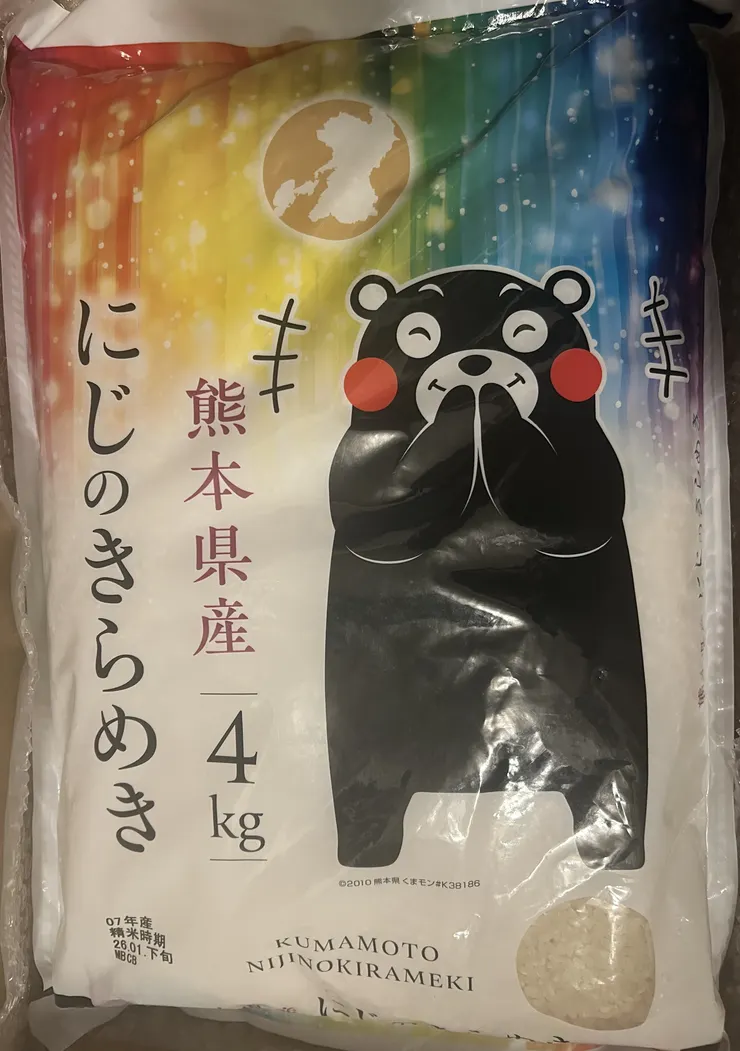 にじのきらめき
熊本県産
4
kg
©2010 熊本県 くまモン#K38186
07年産
精米時期
26.01.下旬
MBCB
KUMAMOTO
NIJINOKIRAMEKI